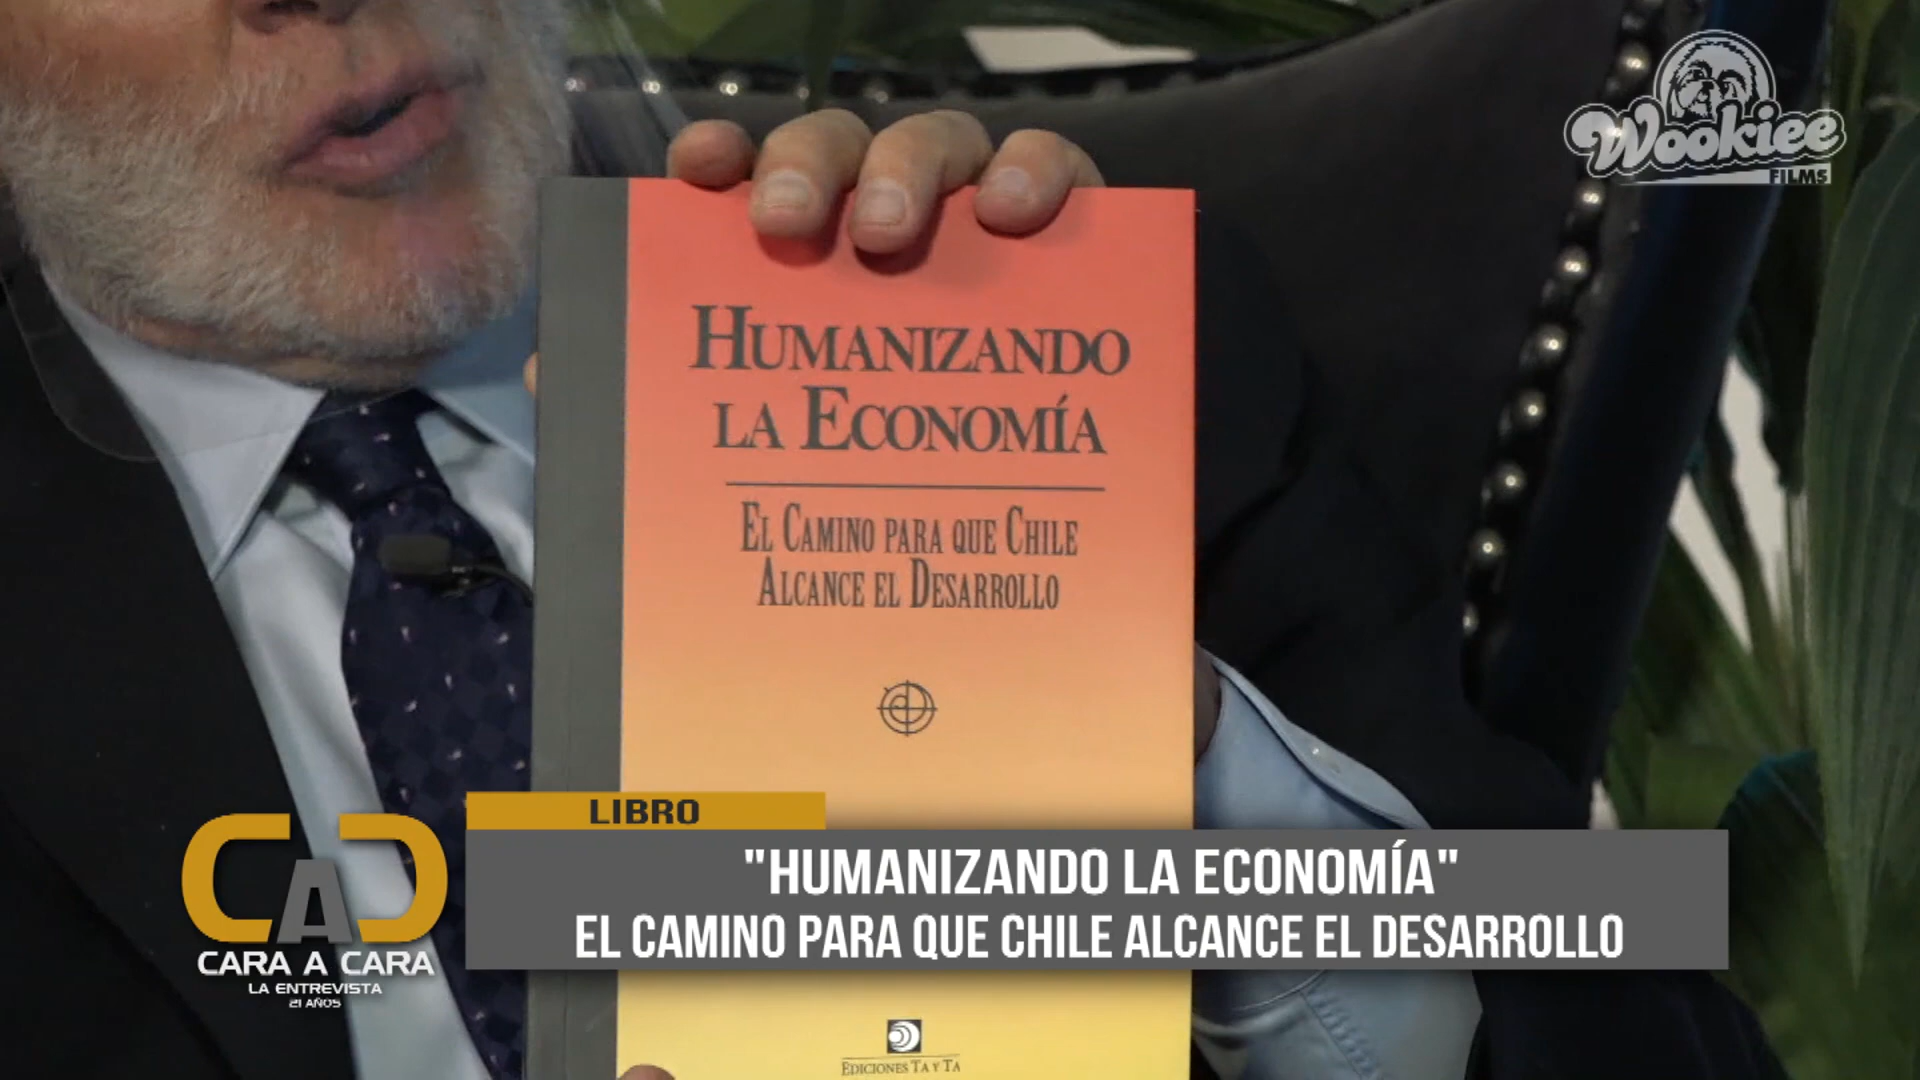 Wookiee
FILMS
HUMANIZANDO
LA ECONOMÍA
EL CAMINO PARA QUE CHILE
ALCANCE EL DESARROLLO
LIBRO
"HUMANIZANDO LA ECONOMÍA"
EL CAMINO PARA QUE CHILE ALCANCE EL DESARROLLO
CAC
CARA A CARA
LA ENTREVISTA
21 AÑOS
EDICIONES TA Y TA